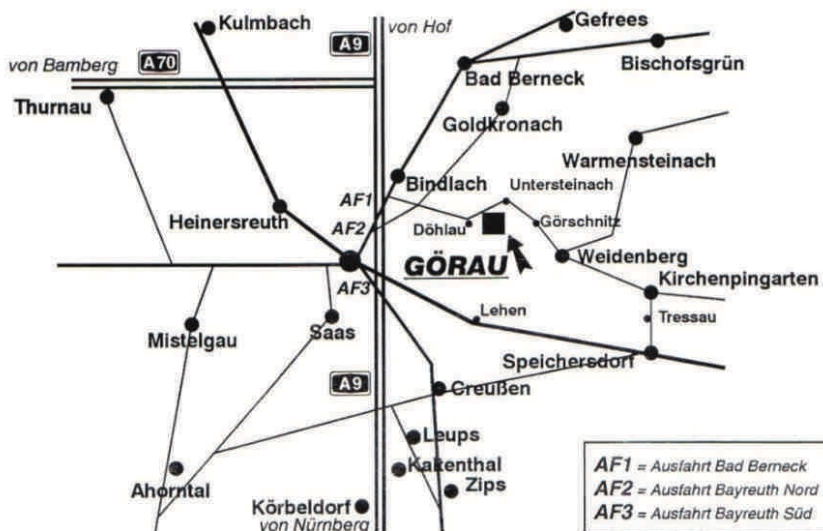 Kulmbach
A9
von Hof
Gefrees
von Bamberg
A70
Bad Berneck
Bischofsgrün
Thurnau
Goldkronach
Warmensteinach
Bindlach
Untersteinach
AF1
Heinersreuth
AF2
Döhlau
Görschnitz
GÖRAU
Weidenberg
AF3
Kirchenpingarten
Lehen
Tressau
Mistelgau
Saas
Speichersdorf
A9
Creußen
Leups
Kaltenthal
Ahorntal
Zips
Körbeldorf
von Nürnberg
AF1 = Ausfahrt Bad Berneck
AF2 = Ausfahrt Bayreuth Nord
AF3 = Ausfahrt Bayreuth Süd